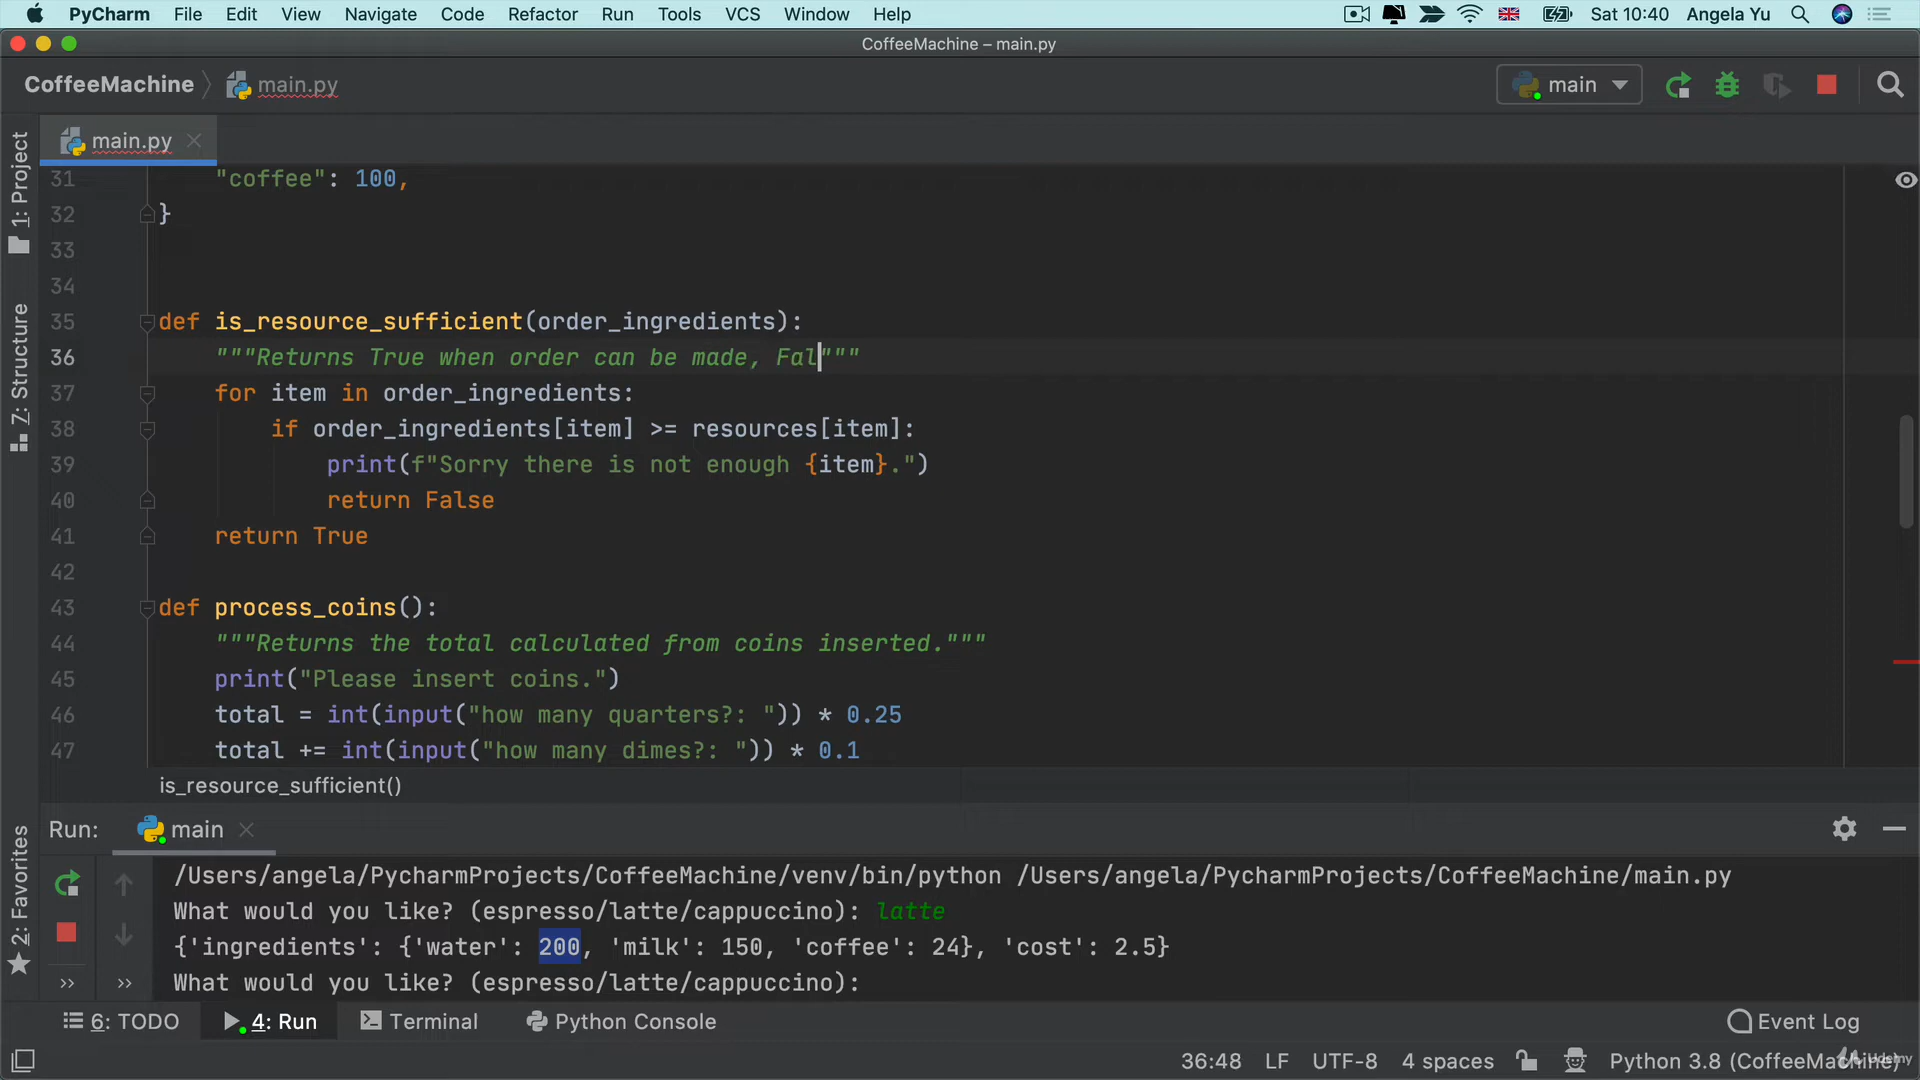 PyCharm File Edit View Navigate Code Refactor Run Tools VCS Window Help Sat 10:40 Angela Yu
CoffeeMachine – main.py
CoffeeMachine main.py main
main.py
1: Project
7: Structure
2: Favorites
31 "coffee": 100,
32 }
33
34
35 def is_resource_sufficient(order_ingredients):
36 """Returns True when order can be made, Fal"""
37 for item in order_ingredients:
38 if order_ingredients[item] >= resources[item]:
39 print(f"Sorry there is not enough {item}.")
40 return False
41 return True
42
43 def process_coins():
44 """Returns the total calculated from coins inserted."""
45 print("Please insert coins.")
46 total = int(input("how many quarters?: ")) * 0.25
47 total += int(input("how many dimes?: ")) * 0.1
is_resource_sufficient()
Run: main
/Users/angela/PycharmProjects/CoffeeMachine/venv/bin/python /Users/angela/PycharmProjects/CoffeeMachine/main.py
What would you like? (espresso/latte/cappuccino): latte
{'ingredients': {'water': 200, 'milk': 150, 'coffee': 24}, 'cost': 2.5}
What would you like? (espresso/latte/cappuccino):
6: TODO 4: Run Terminal Python Console Event Log
36:48 LF UTF-8 4 spaces Python 3.8 (CoffeeMachine)
Udemy